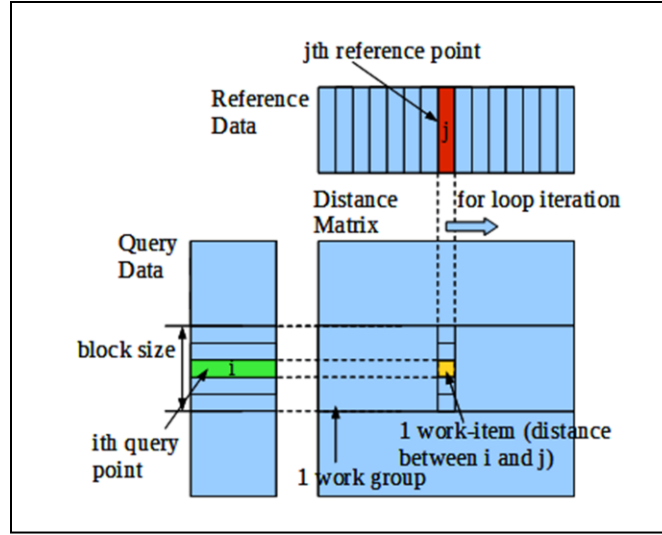 jth reference point
Reference
Data
j
Distance
Matrix
for loop iteration
Query
Data
block size
i
ith query
point
1 work-item (distance
between i and j)
1 work group